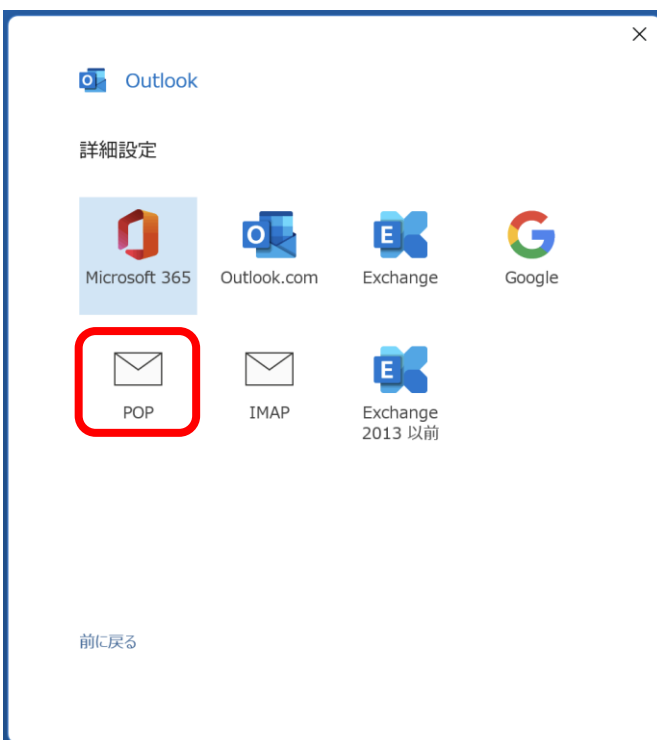 Outlook
詳細設定
Microsoft 365
Outlook.com
Exchange
Google
POP
IMAP
Exchange
2013 以前
前に戻る